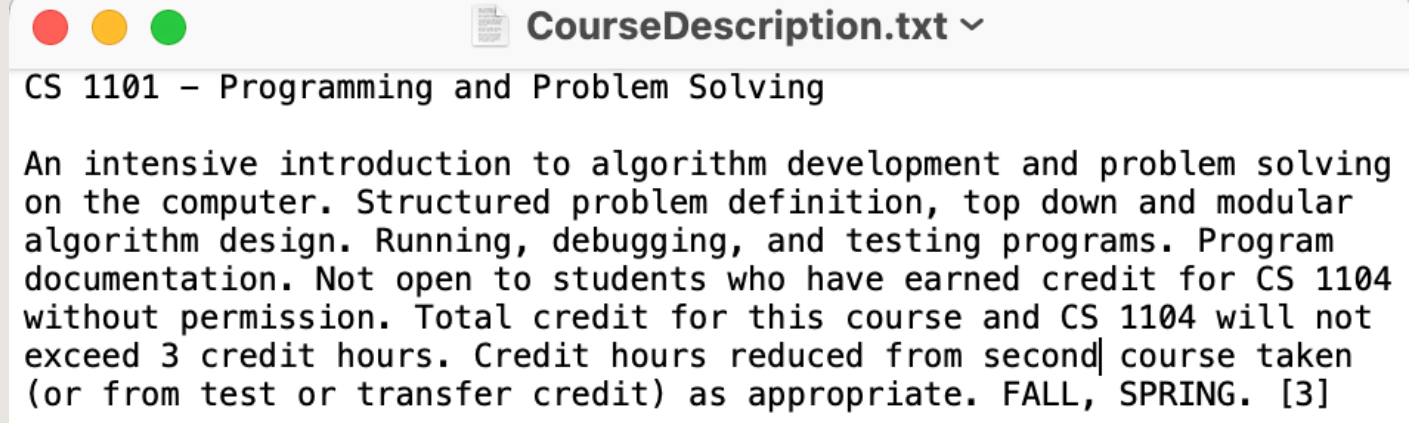 CourseDescription.txt
CS 1101 – Programming and Problem Solving
An intensive introduction to algorithm development and problem solving
on the computer. Structured problem definition, top down and modular
algorithm design. Running, debugging, and testing programs. Program
documentation. Not open to students who have earned credit for CS 1104
without permission. Total credit for this course and CS 1104 will not
exceed 3 credit hours. Credit hours reduced from second course taken
(or from test or transfer credit) as appropriate. FALL, SPRING. [3]